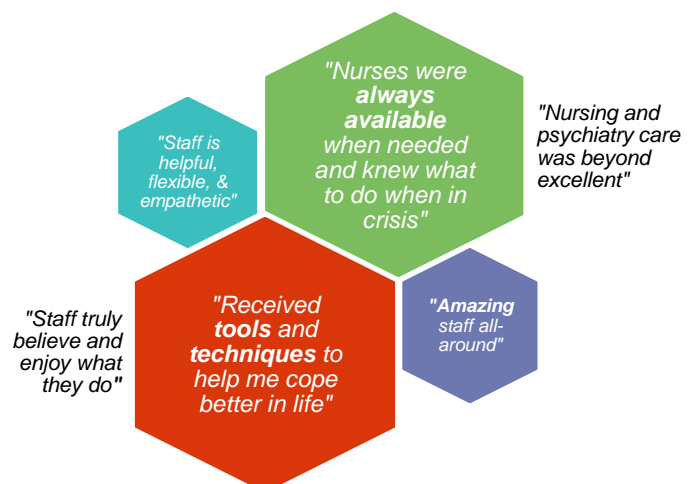 "Nurses were
always
available
when needed
and knew what
to do when in
crisis"
"Staff is
helpful,
flexible, &
empathetic"
"Nursing and
psychiatry care
was beyond
excellent"
"Received
tools and
techniques to
help me cope
better in life"
"Amazing
staff all-
around"
"Staff truly
believe and
enjoy what
they do"